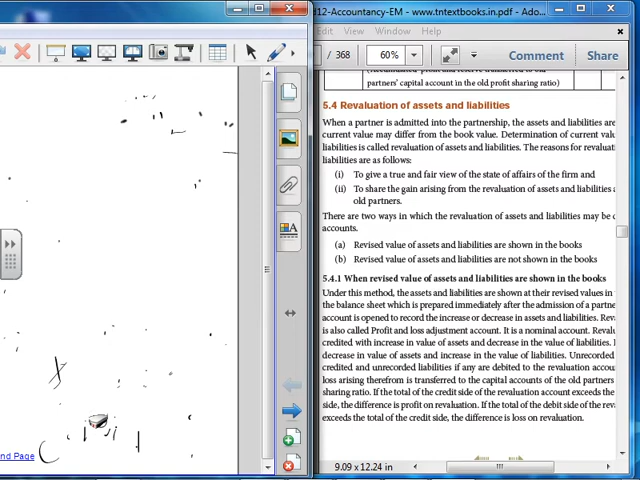 d12-Accountancy-EM - www.tntextbooks.in.pdf - Ado...
Edit View Window Help
/ 368 60% Comment Share
partners' capital account in the old profit sharing ratio)
5.4 Revaluation of assets and liabilities
When a partner is admitted into the partnership, the assets and liabilities are
current value may differ from the book value. Determination of current valu
liabilities is called revaluation of assets and liabilities. The reasons for revaluati
liabilities are as follows:
(i) To give a true and fair view of the state of affairs of the firm and
(ii) To share the gain arising from the revaluation of assets and liabilities a
old partners.
There are two ways in which the revaluation of assets and liabilities may be d
accounts.
(a) Revised value of assets and liabilities are shown in the books
(b) Revised value of assets and liabilities are not shown in the books
5.4.1 When revised value of assets and liabilities are shown in the books
Under this method, the assets and liabilities are shown at their revised values in
the balance sheet which is prepared immediately after the admission of a partne
account is opened to record the increase or decrease in assets and liabilities. Rev
is also called Profit and loss adjustment account. It is a nominal account. Revalu
credited with increase in value of assets and decrease in the value of liabilities. I
decrease in value of assets and increase in the value of liabilities. Unrecorded
credited and unrecorded liabilities if any are debited to the revaluation accou
loss arising therefrom is transferred to the capital accounts of the old partners
sharing ratio. If the total of the credit side of the revaluation account exceeds the
side, the difference is profit on revaluation. If the total of the debit side of the reva
exceeds the total of the credit side, the difference is loss on revaluation.
nd Page
9.09 x 12.24 in